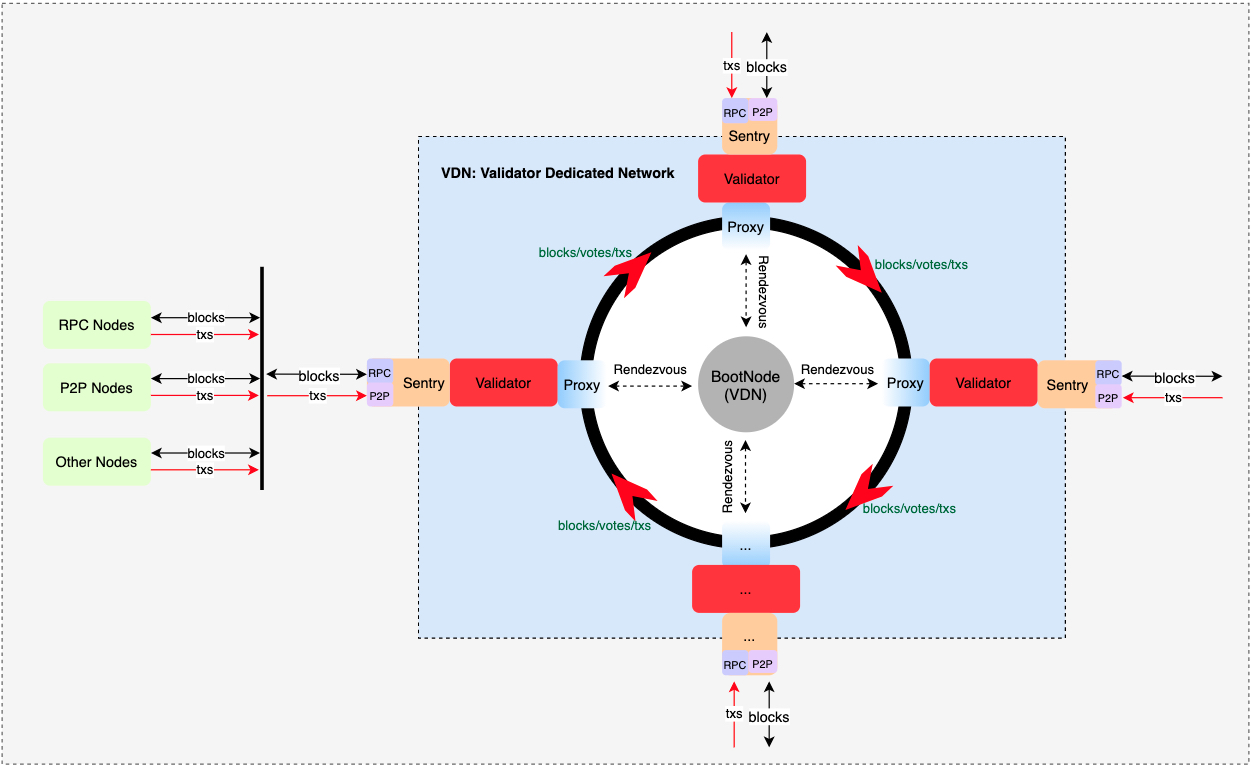 txs
blocks
RPC
P2P
Sentry
VDN: Validator Dedicated Network
Validator
Proxy
blocks/votes/txs
Rendezvous
blocks/votes/txs
RPC Nodes
blocks
txs
P2P Nodes
blocks
txs
Other Nodes
blocks
txs
blocks
txs
RPC
P2P
Sentry
Validator
Proxy
Rendezvous
BootNode
(VDN)
Rendezvous
Proxy
Validator
Sentry
RPC
P2P
blocks
txs
Rendezvous
blocks/votes/txs
blocks/votes/txs
...
...
...
RPC
P2P
txs
blocks